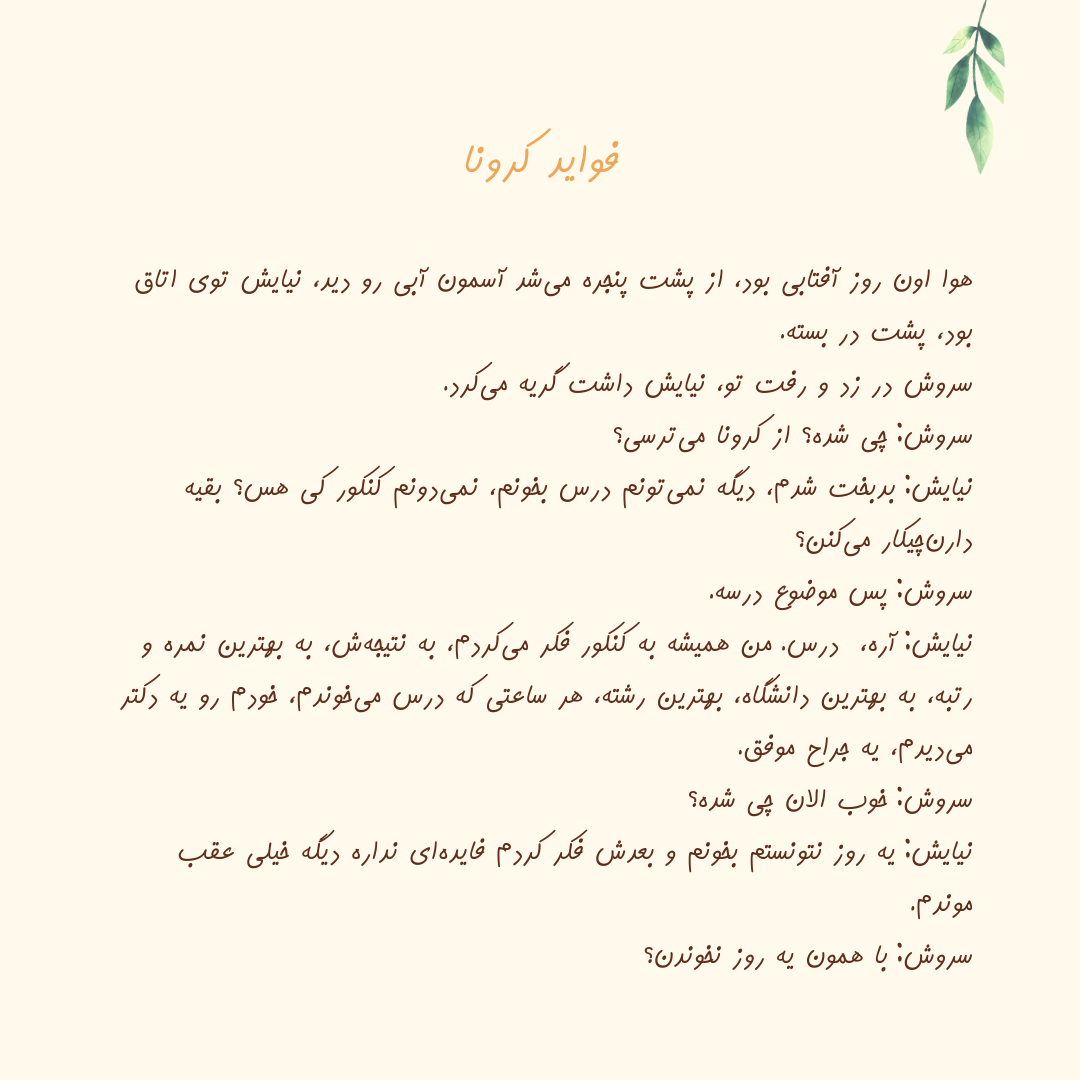 فواید کرونا
هوا اون روز آفتابی بود، از پشت پنجره می‌شد آسمون آبی رو دید، نیایش توی اتاق
بود، پشت در بسته.
سروش در زد و رفت تو، نیایش داشت گریه می‌کرد.
سروش: چی شده؟ از کرونا می‌ترسی؟
نیایش: بدبخت شدم، دیگه نمی‌تونم درس بخونم، نمی‌دونم کنکور کی هس؟ بقیه
دارن‌چیکار می‌کنن؟
سروش: پس موضوع درسه.
نیایش: آره، درس. من همیشه به کنکور فکر می‌کردم، به نتیجه‌ش، به بهترین نمره و
رتبه، به بهترین دانشگاه، بهترین رشته، هر ساعتی که درس می‌خوندم، خودم رو یه دکتر
می‌دیدم، یه جراح موفق.
سروش: خوب الان چی شده؟
نیایش: یه روز نتونستم بخونم و بعدش فکر کردم فایده‌ای نداره دیگه خیلی عقب
موندم.
سروش: با همون یه روز نخوندن؟